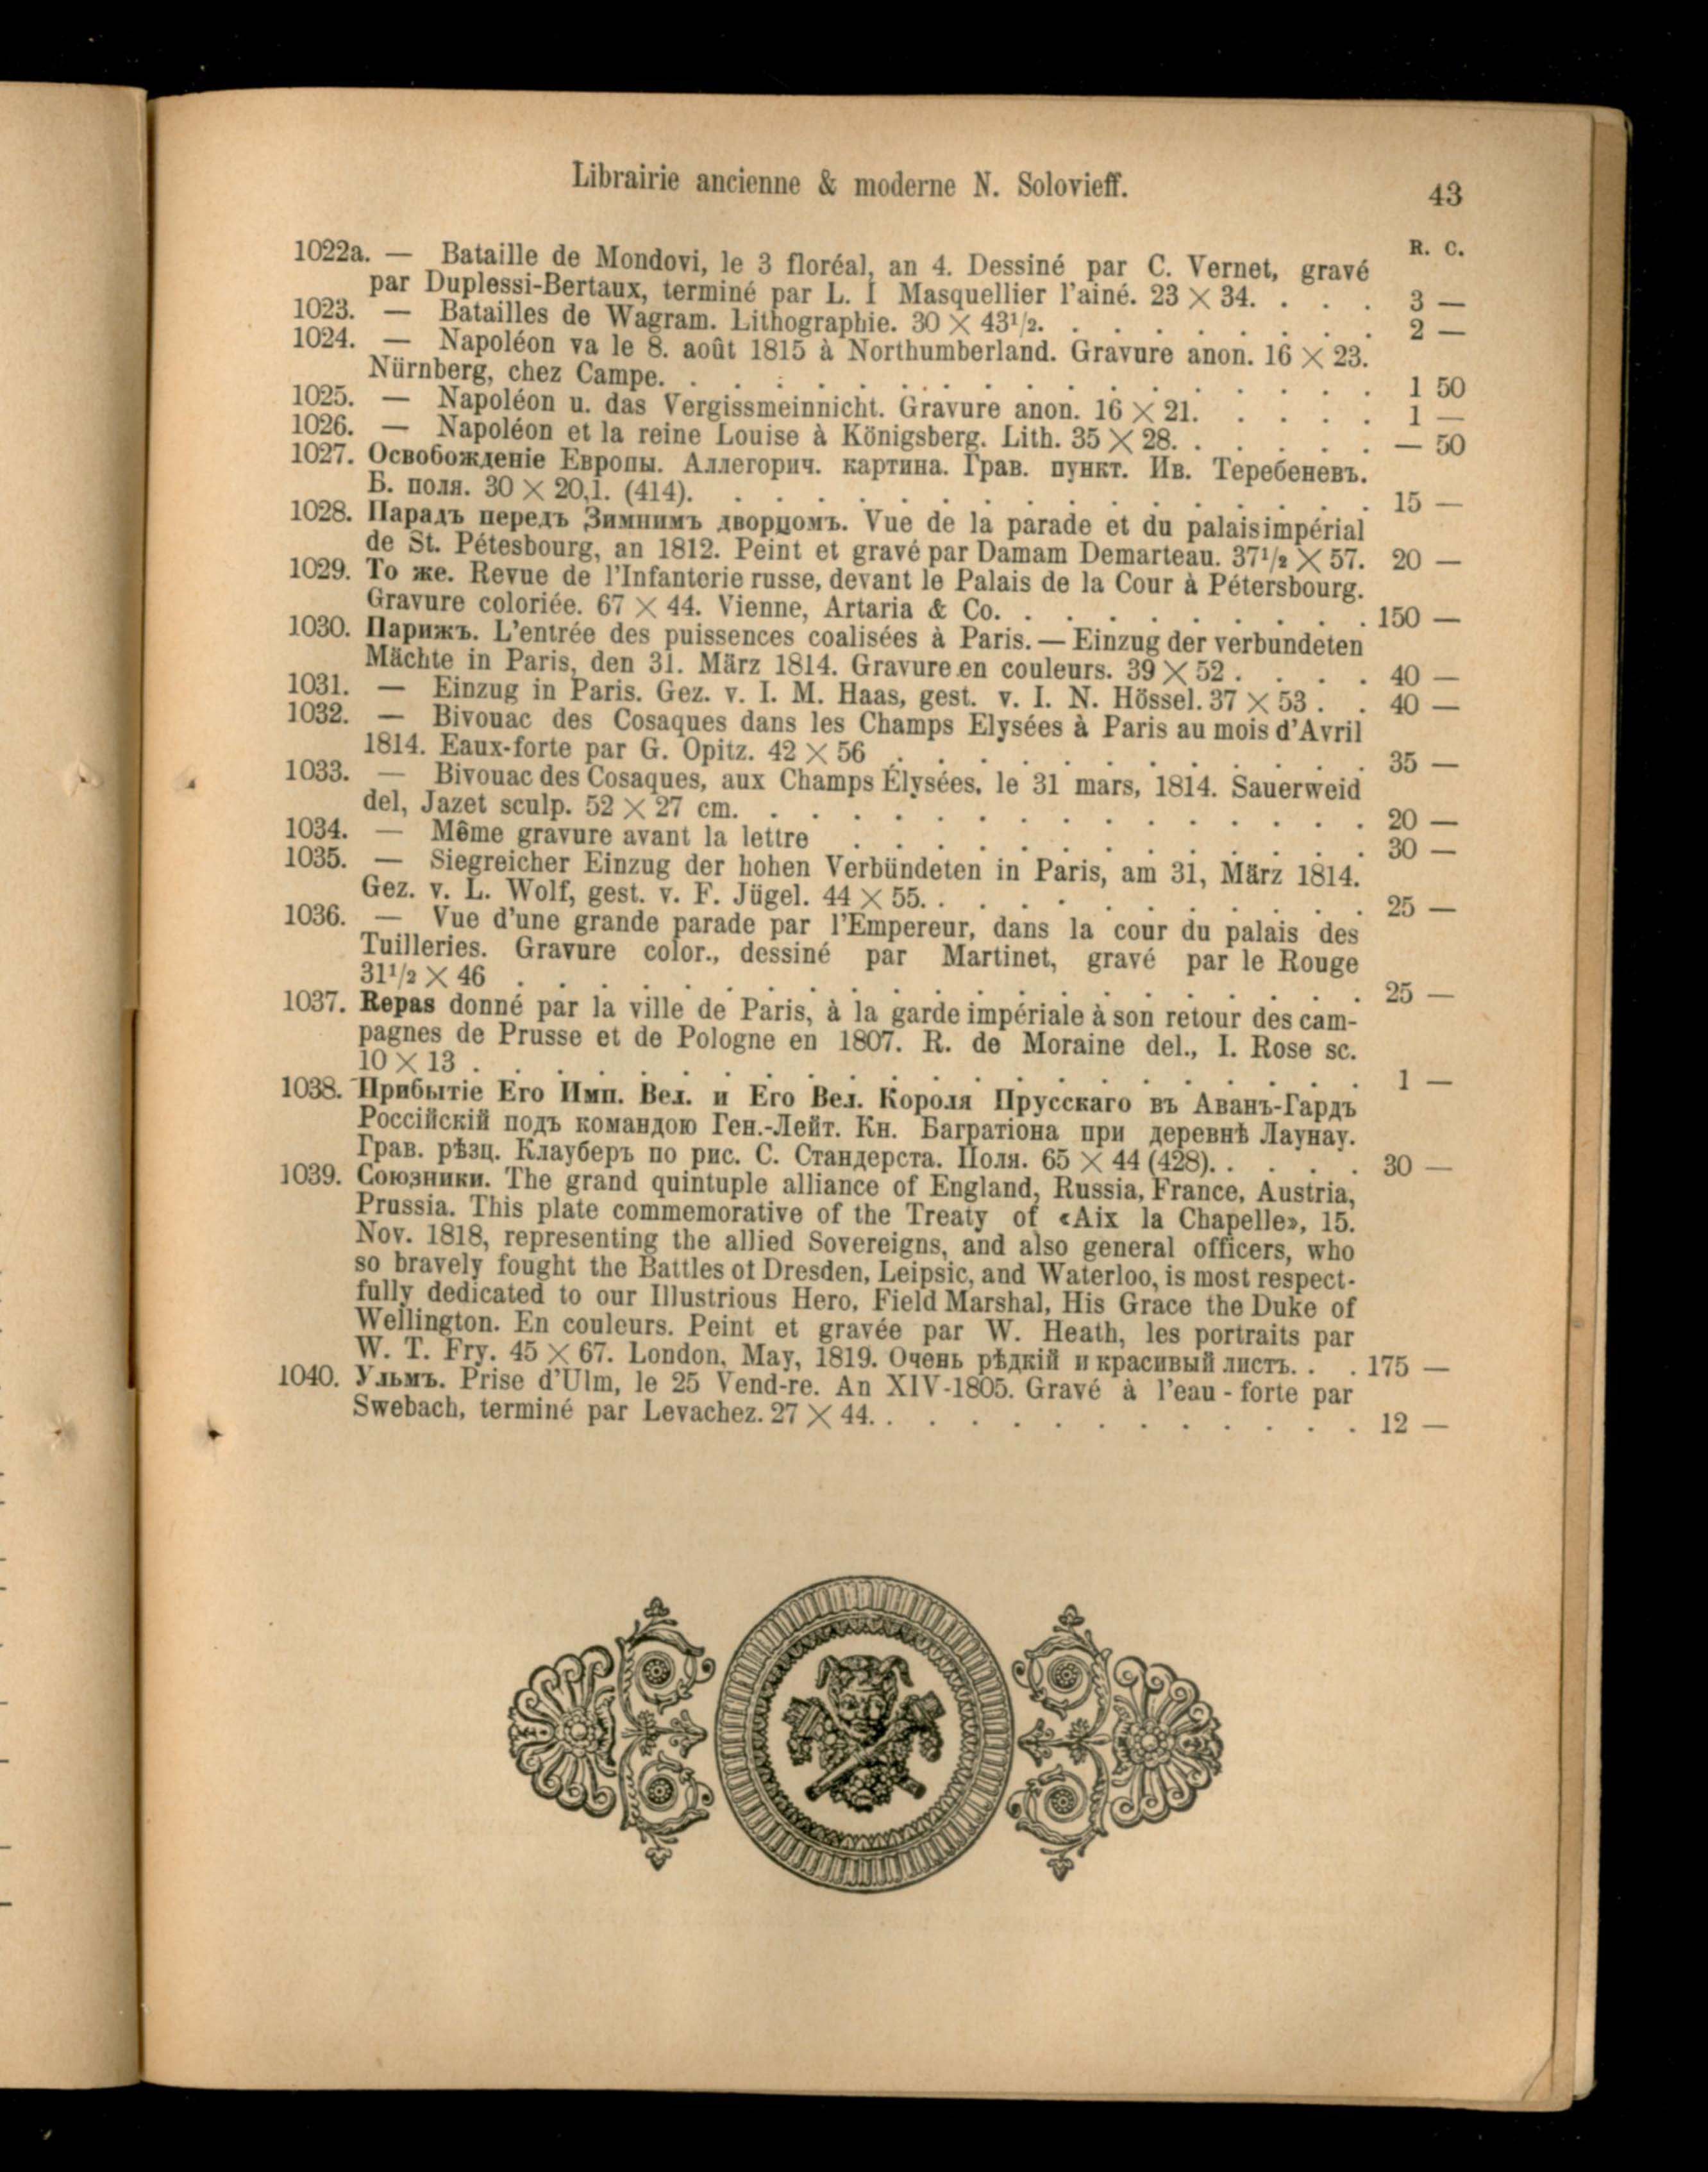 Librairie ancienne & moderne N. Solovieff.
43
R. C.
1022a. — Bataille de Mondovi, le 3 floréal, an 4. Dessiné par C. Vernet, gravé
par Duplessi-Bertaux, terminé par L. I Masquellier l'ainé. 23 × 34. . . . 3 —
1023. — Batailles de Wagram. Lithographie. 30 × 43¹/₂. . . . . . . . . 2 —
1024. — Napoléon va le 8. août 1815 à Northumberland. Gravure anon. 16 × 23.
Nürnberg, chez Campe. . . . . . . . . . . . . . . . . . 1 50
1025. — Napoléon u. das Vergissmeinnicht. Gravure anon. 16 × 21. . . . . . 1 —
1026. — Napoléon et la reine Louise à Königsberg. Lith. 35 × 28. . . . . . — 50
1027. Освобожденіе Европы. Аллегорич. картина. Грав. пункт. Ив. Теребеневъ.
Б. поля. 30 × 20,1. (414). . . . . . . . . . . . . . . . . 15 —
1028. Парадъ передъ Зимнимъ дворцомъ. Vue de la parade et du palais impérial
de St. Pétesbourg, an 1812. Peint et gravé par Damam Demarteau. 37¹/₂ × 57. 20 —
1029. То же. Revue de l'Infanterie russe, devant le Palais de la Cour à Pétersbourg.
Gravure coloriée. 67 × 44. Vienne, Artaria & Co. . . . . . . . . . 150 —
1030. Парижъ. L'entrée des puissences coalisées à Paris. — Einzug der verbundeten
Mächte in Paris, den 31. März 1814. Gravure en couleurs. 39 × 52 . . . . 40 —
1031. — Einzug in Paris. Gez. v. I. M. Haas, gest. v. I. N. Hössel. 37 × 53 . . 40 —
1032. — Bivouac des Cosaques dans les Champs Elysées à Paris au mois d'Avril
1814. Eaux-forte par G. Opitz. 42 × 56 . . . . . . . . . . . . 35 —
1033. — Bivouac des Cosaques, aux Champs Élysées, le 31 mars, 1814. Sauerweid
del, Jazet sculp. 52 × 27 cm. . . . . . . . . . . . . . . . 20 —
1034. — Même gravure avant la lettre . . . . . . . . . . . . . 30 —
1035. — Siegreicher Einzug der hohen Verbündeten in Paris, am 31, März 1814.
Gez. v. L. Wolf, gest. v. F. Jügel. 44 × 55. . . . . . . . . . . . 25 —
1036. — Vue d'une grande parade par l'Empereur, dans la cour du palais des
Tuilleries. Gravure color., dessiné par Martinet, gravé par le Rouge
31¹/₂ × 46 . . . . . . . . . . . . . . . . . . . . . 25 —
1037. Repas donné par la ville de Paris, à la garde impériale à son retour des cam-
pagnes de Prusse et de Pologne en 1807. R. de Moraine del., I. Rose sc.
10 × 13 . . . . . . . . . . . . . . . . . . . . . . 1 —
1038. Прибытіе Его Имп. Вел. и Его Вел. Короля Прусскаго въ Аванъ-Гардъ
Россійскій подъ командою Ген.-Лейт. Кн. Багратіона при деревнѣ Лаунау.
Грав. рѣзц. Клауберъ по рис. С. Стандерста. Поля. 65 × 44 (428). . . . . 30 —
1039. Союзники. The grand quintuple alliance of England, Russia, France, Austria,
Prussia. This plate commemorative of the Treaty of «Aix la Chapelle», 15.
Nov. 1818, representing the allied Sovereigns, and also general officers, who
so bravely fought the Battles ot Dresden, Leipsic, and Waterloo, is most respect-
fully dedicated to our Illustrious Hero, Field Marshal, His Grace the Duke of
Wellington. En couleurs. Peint et gravée par W. Heath, les portraits par
W. T. Fry. 45 × 67. London, May, 1819. Очень рѣдкій и красивый листъ. . . 175 —
1040. Ульмъ. Prise d'Ulm, le 25 Vend-re. An XIV-1805. Gravé à l'eau-forte par
Swebach, terminé par Levachez. 27 × 44. . . . . . . . . . . . . 12 —